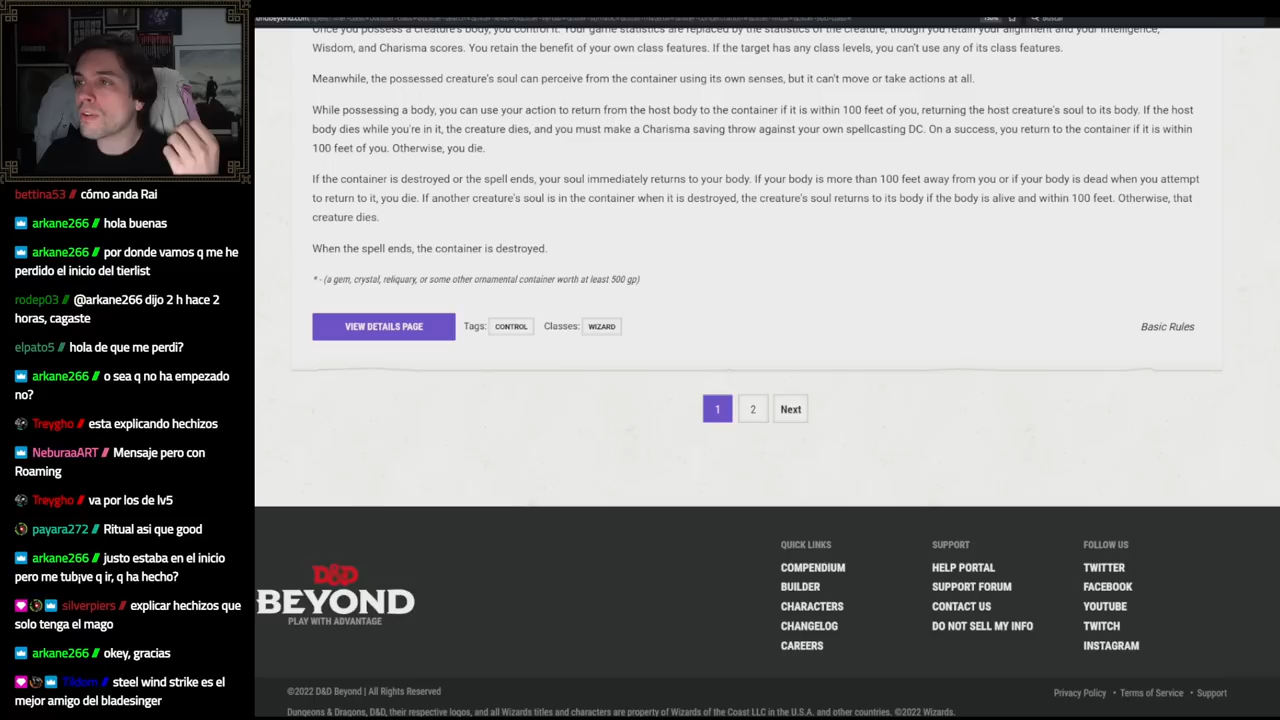 bettina53 // cómo anda Rai
arkane266 // hola buenas
arkane266 // por donde vamos q me he
perdido el inicio del tierlist
rodep03 // @arkane266 dijo 2 h hace 2
horas, cagaste
elpato5 // hola de que me perdi?
arkane266 // o sea q no ha empezado
no?
Treygho // esta explicando hechizos
NeburaaART // Mensaje pero con
Roaming
Treygho // va por los de lv5
payara272 // Ritual asi que good
arkane266 // justo estaba en el inicio
pero me tub¡ve q ir, q ha hecho?
silverpiers // explicar hechizos que
solo tenga el mago
arkane266 // okey, gracias
// steel wind strike es el
mejor amigo del bladesinger
Once you possess a creature's body, you control it. Your game statistics are replaced by the statistics of the creature, though you retain your alignment and your Intelligence,
Wisdom, and Charisma scores. You retain the benefit of your own class features. If the target has any class levels, you can't use any of its class features.
Meanwhile, the possessed creature's soul can perceive from the container using its own senses, but it can't move or take actions at all.
While possessing a body, you can use your action to return from the host body to the container if it is within 100 feet of you, returning the host creature's soul to its body. If the host
body dies while you're in it, the creature dies, and you must make a Charisma saving throw against your own spellcasting DC. On a success, you return to the container if it is within
100 feet of you. Otherwise, you die.
If the container is destroyed or the spell ends, your soul immediately returns to your body. If your body is more than 100 feet away from you or if your body is dead when you attempt
to return to it, you die. If another creature's soul is in the container when it is destroyed, the creature's soul returns to its body if the body is alive and within 100 feet. Otherwise, that
creature dies.
When the spell ends, the container is destroyed.
* - (a gem, crystal, reliquary, or some other ornamental container worth at least 500 gp)
VIEW DETAILS PAGE Tags: CONTROL Classes: WIZARD Basic Rules
1 2 Next
D&D
BEYOND
PLAY WITH ADVANTAGE
QUICK LINKS
COMPENDIUM
BUILDER
CHARACTERS
CHANGELOG
CAREERS
SUPPORT
HELP PORTAL
SUPPORT FORUM
CONTACT US
DO NOT SELL MY INFO
FOLLOW US
TWITTER
FACEBOOK
YOUTUBE
TWITCH
INSTAGRAM
©2022 D&D Beyond | All Rights Reserved
Privacy Policy • Terms of Service • Support
Dungeons & Dragons, D&D, their respective logos, and all Wizards titles and characters are property of Wizards of the Coast LLC in the U.S.A. and other countries. ©2022 Wizards.